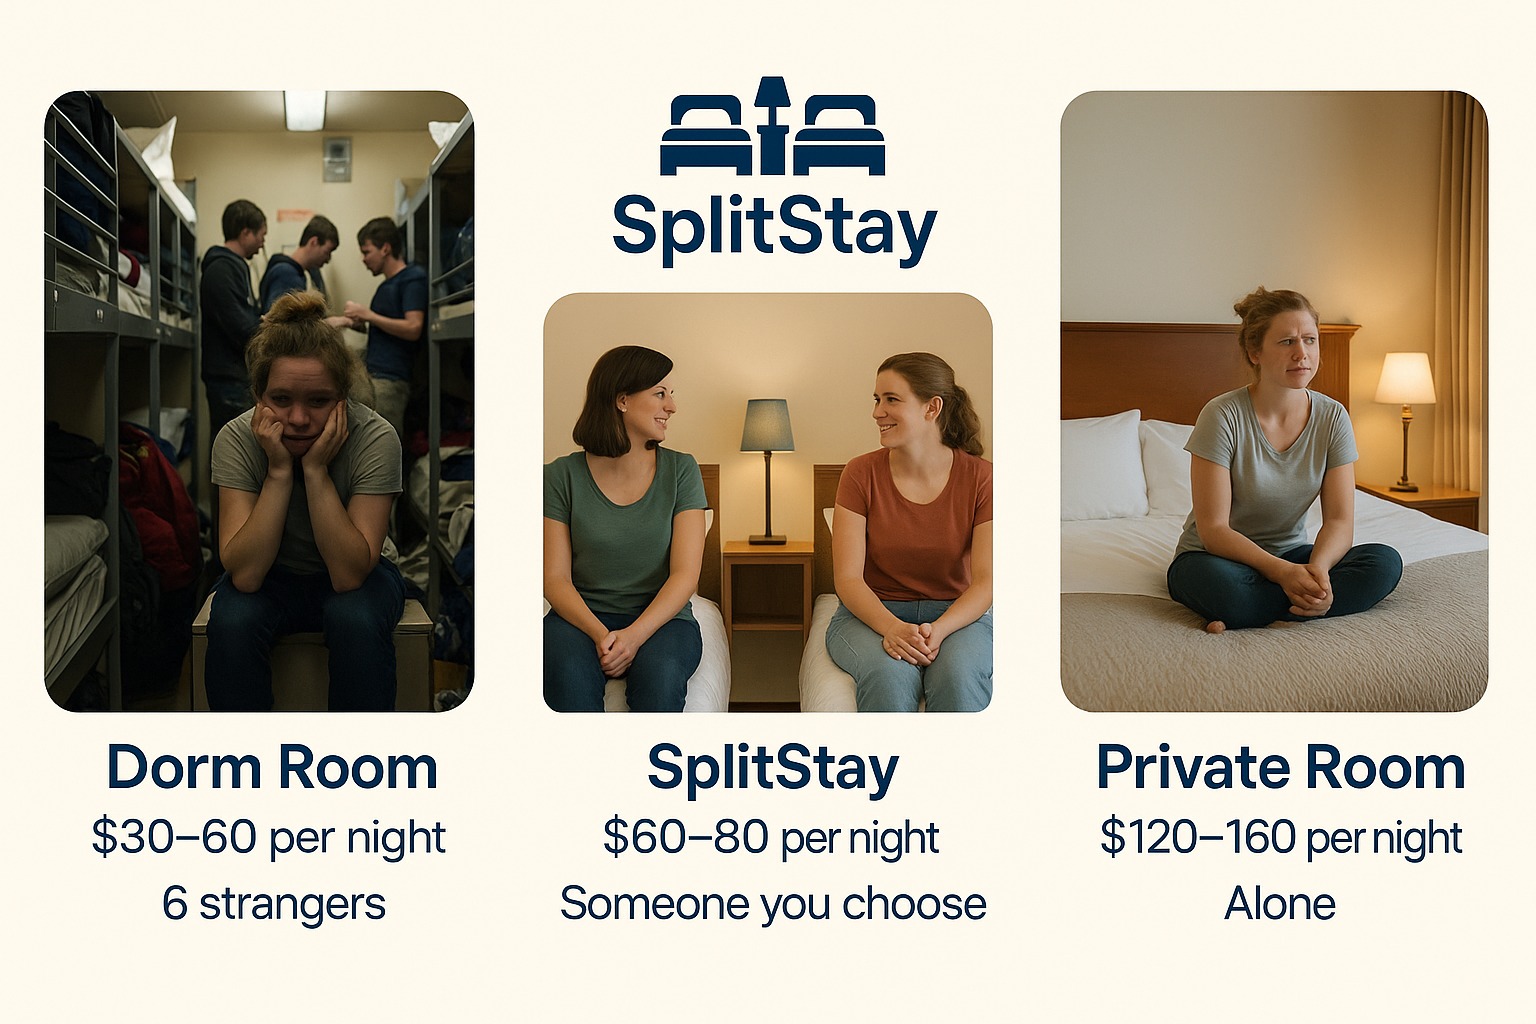 SplitStay
Dorm Room
$30–60 per night
6 strangers
SplitStay
$60–80 per night
Someone you choose
Private Room
$120–160 per night
Alone